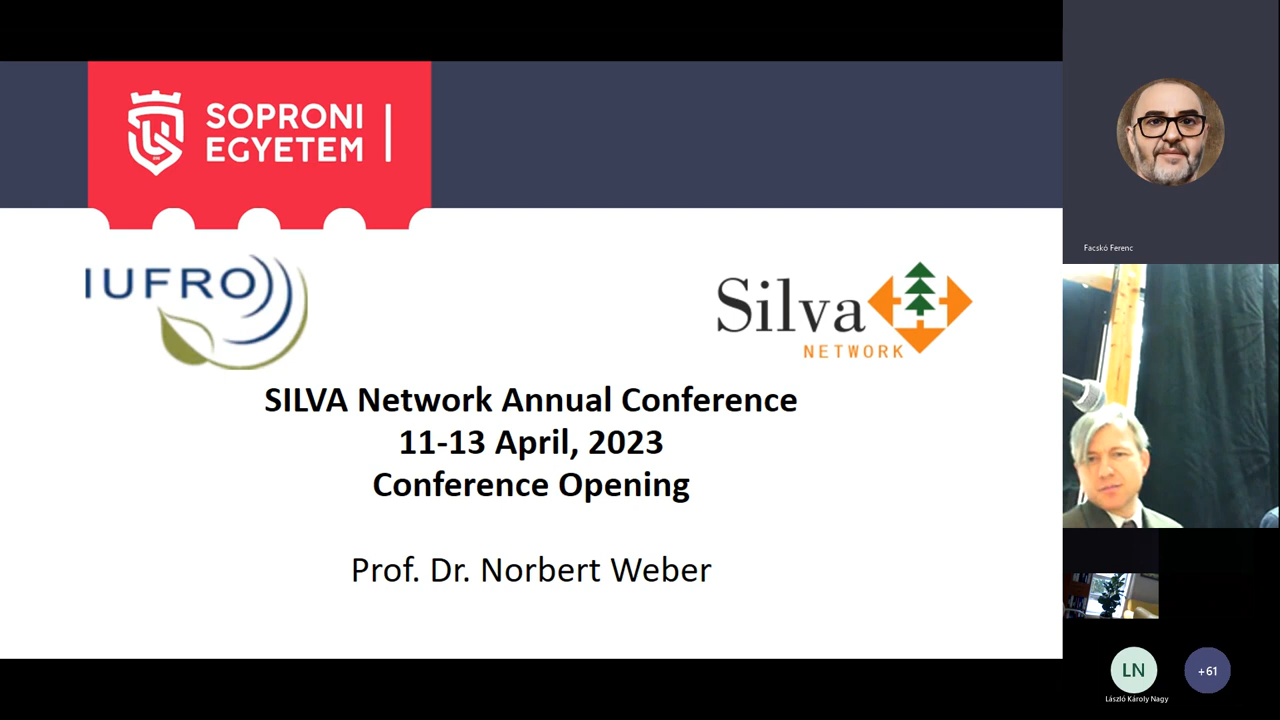 SOPRONI
EGYETEM
IUFRO
Silva
NETWORK
SILVA Network Annual Conference
11-13 April, 2023
Conference Opening
Prof. Dr. Norbert Weber
Facskó Ferenc
LN
+61
László Károly Nagy